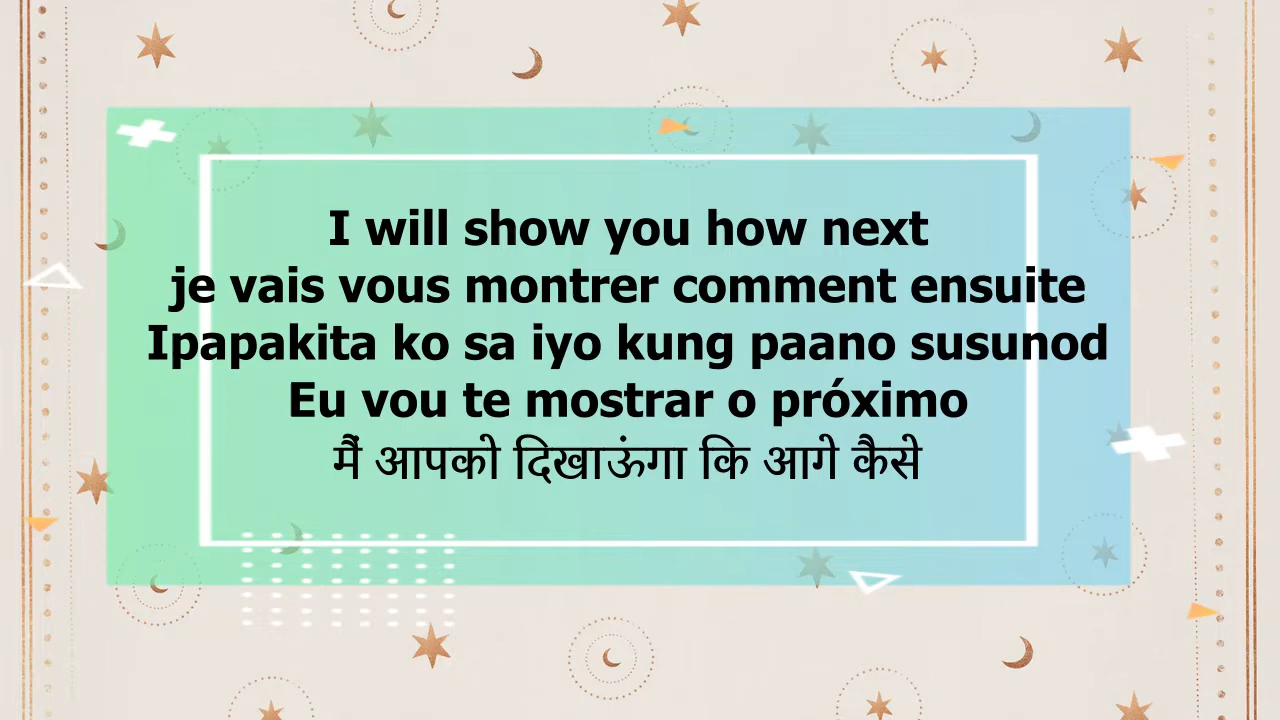 I will show you how next
je vais vous montrer comment ensuite
Ipapakita ko sa iyo kung paano susunod
Eu vou te mostrar o próximo
मैं आपको दिखाऊंगा कि आगे कैसे